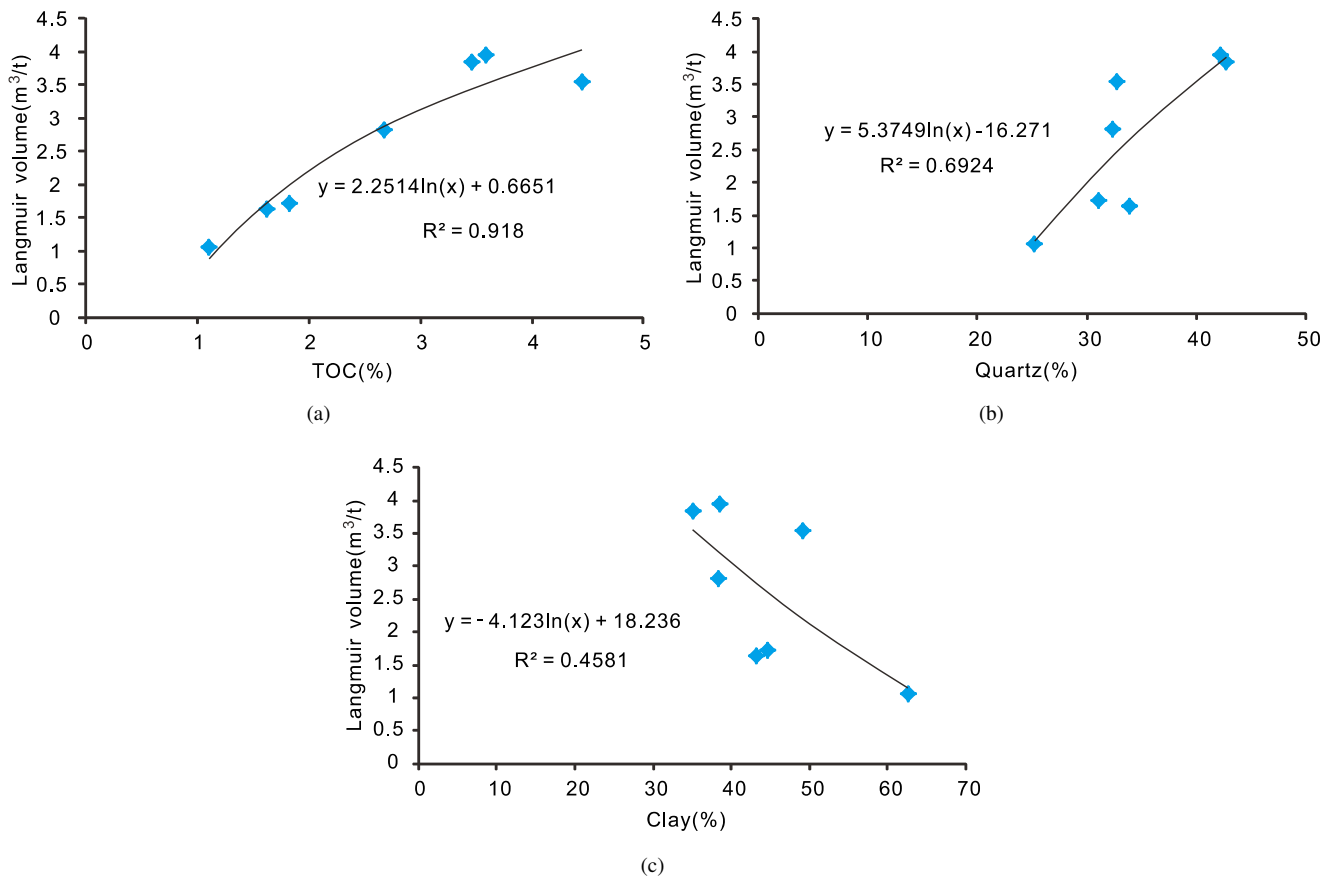 Langmuir volume(m³/t)
4.5
4
3.5
3
2.5
2
1.5
1
0.5
0
y = 2.2514ln(x) + 0.6651
R² = 0.918
0 1 2 3 4 5
TOC(%)
(a)
Langmuir volume(m³/t)
4.5
4
3.5
3
2.5
2
1.5
1
0.5
0
y = 5.3749ln(x) -16.271
R² = 0.6924
0 10 20 30 40 50
Quartz(%)
(b)
Langmuir volume(m³/t)
4.5
4
3.5
3
2.5
2
1.5
1
0.5
0
y = - 4.123ln(x) + 18.236
R² = 0.4581
0 10 20 30 40 50 60 70
Clay(%)
(c)